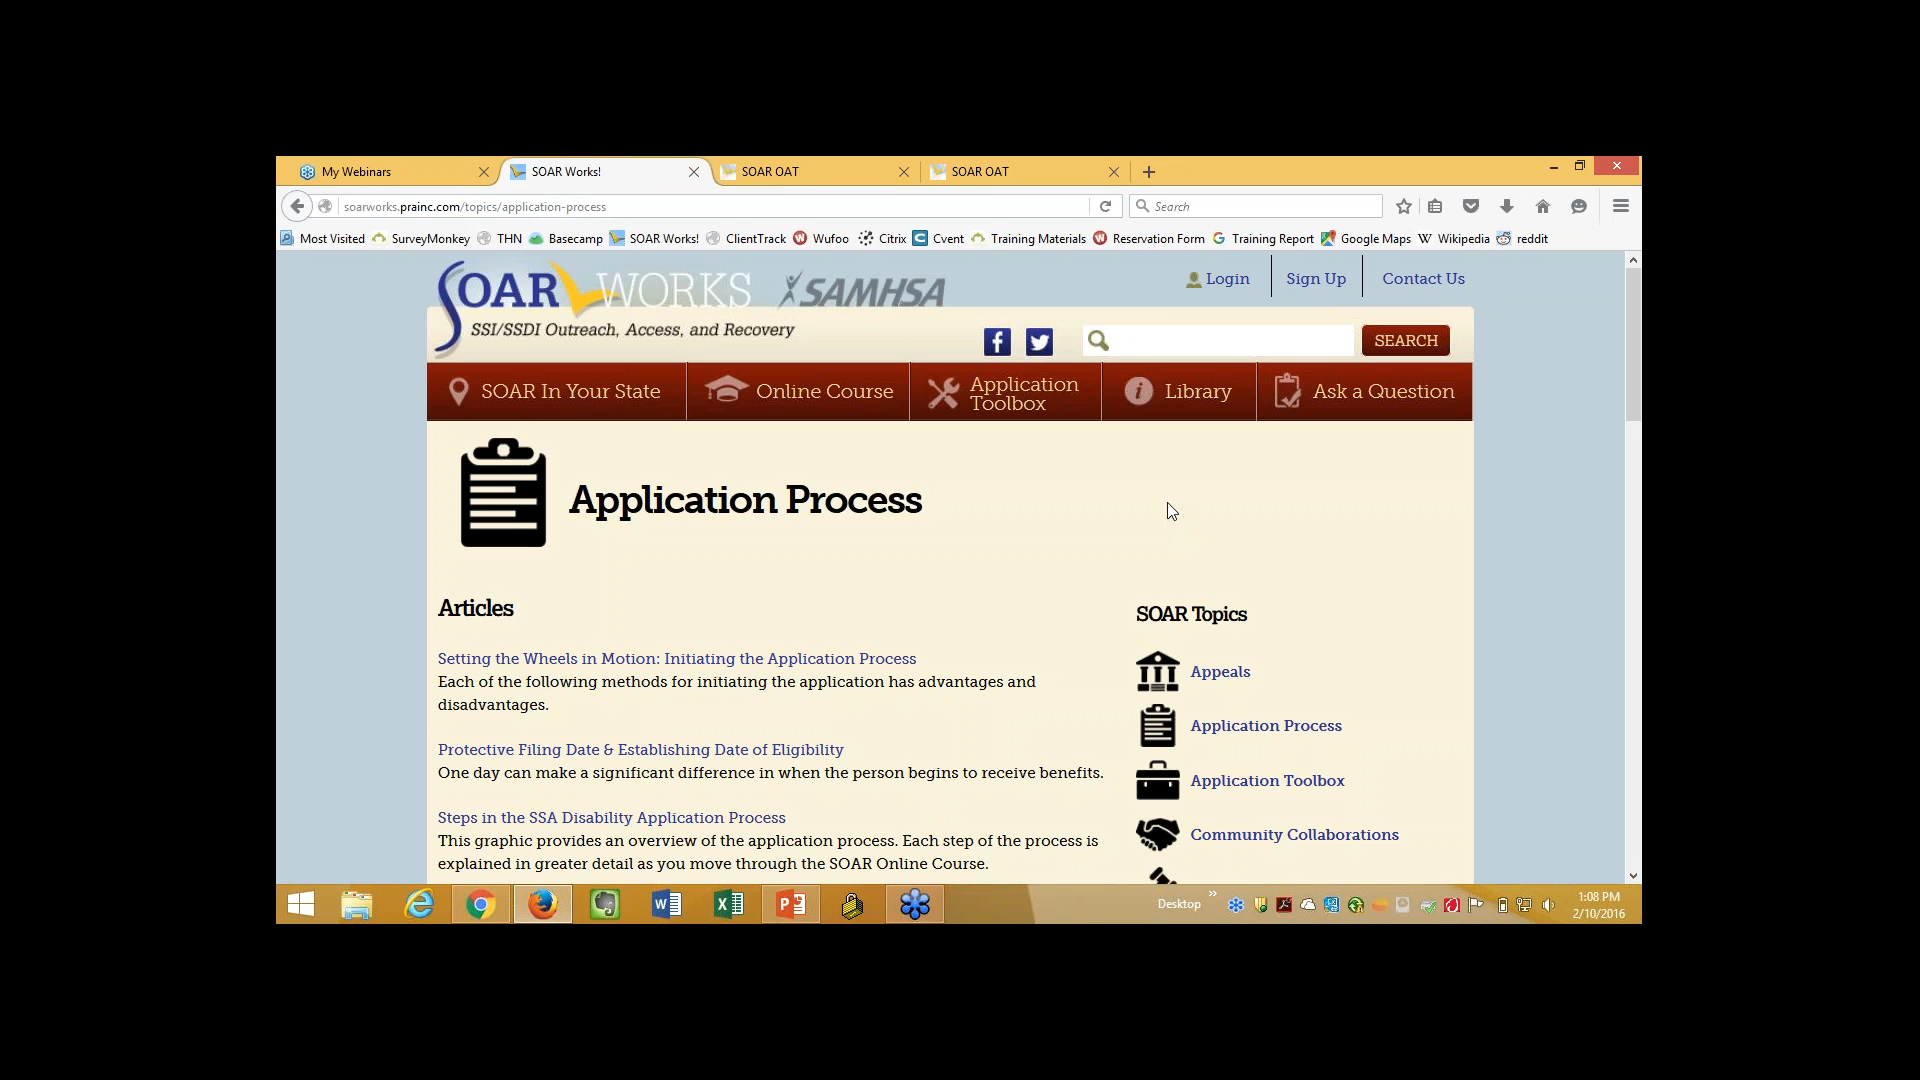 My Webinars
SOAR Works!
SOAR OAT
SOAR OAT
soarworks.prainc.com/topics/application-process
Search
Most Visited SurveyMonkey THN Basecamp SOAR Works! ClientTrack Wufoo Citrix Cvent Training Materials Reservation Form Training Report Google Maps Wikipedia reddit
SOAR WORKS SAMHSA
Login Sign Up Contact Us
SSI/SSDI Outreach, Access, and Recovery
SEARCH
SOAR In Your State
Online Course
Application
Toolbox
Library
Ask a Question
Application Process
Articles
Setting the Wheels in Motion: Initiating the Application Process
Each of the following methods for initiating the application has advantages and
disadvantages.
Protective Filing Date & Establishing Date of Eligibility
One day can make a significant difference in when the person begins to receive benefits.
Steps in the SSA Disability Application Process
This graphic provides an overview of the application process. Each step of the process is
explained in greater detail as you move through the SOAR Online Course.
SOAR Topics
Appeals
Application Process
Application Toolbox
Community Collaborations
Desktop
1:08 PM
2/10/2016